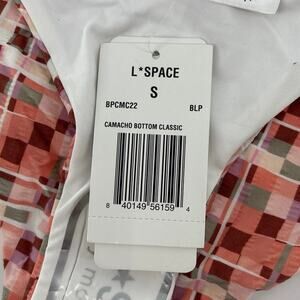 L*SPACE
S
BPCMC22 BLP
CAMACHO BOTTOM CLASSIC
8 40149 56159 4